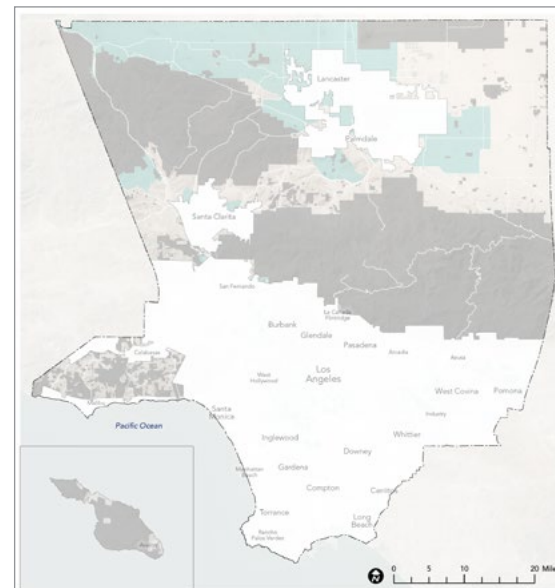 Lancaster
Palmdale
Santa Clarita
San Fernando
La Cañada
Flintridge
Burbank
Glendale
Pasadena
Arcadia
Azusa
Calabasas
West
Hollywood
Los
Angeles
West Covina
Pomona
Malibu
Santa
Monica
Industry
Pacific Ocean
Whittier
Inglewood
Downey
Manhattan
Beach
Gardena
Compton
Cerritos
Torrance
Long
Beach
Rancho
Palos Verdes
Avalon
0 5 10 20 Miles